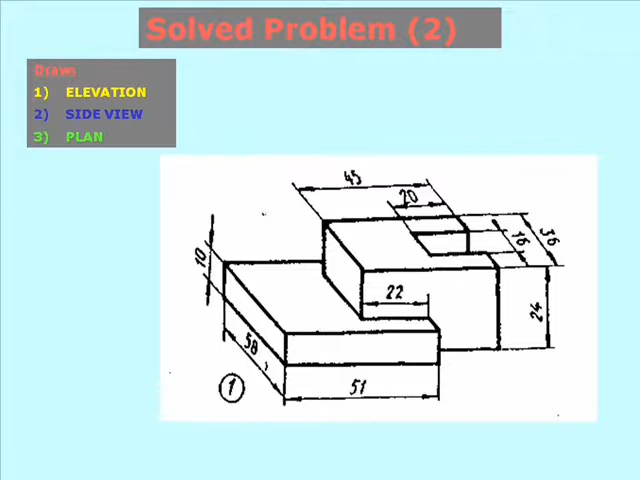 Solved Problem (2)
Draw:
1) ELEVATION
2) SIDE VIEW
3) PLAN
45
20
16
36
10
22
24
58
51
1